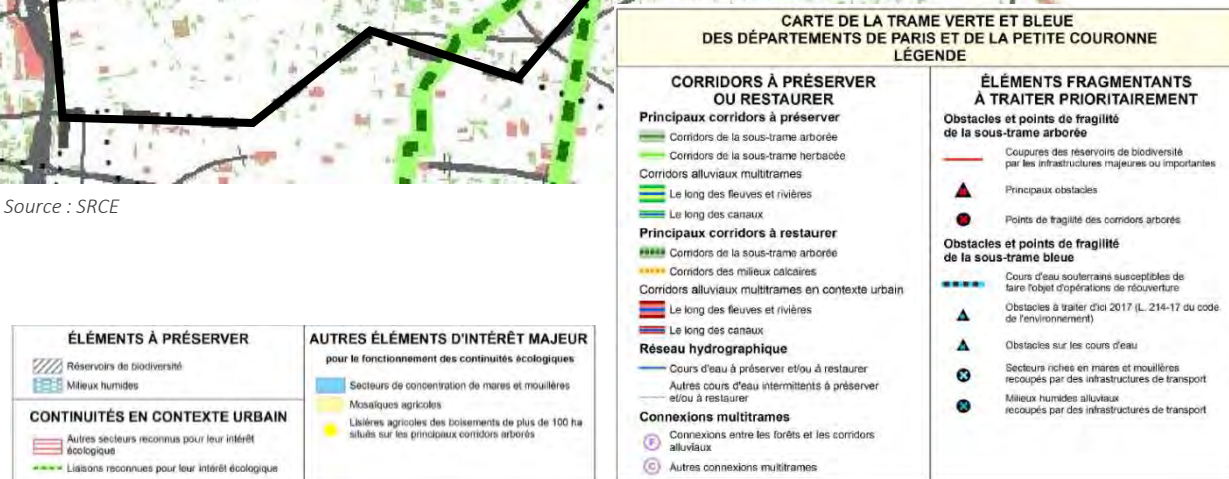 Source : SRCE
ÉLÉMENTS À PRÉSERVER
Réservoirs de biodiversité
Milieux humides
CONTINUITÉS EN CONTEXTE URBAIN
Autres secteurs reconnus pour leur intérêt
écologique
Liaisons reconnues pour leur intérêt écologique
AUTRES ÉLÉMENTS D'INTÉRÊT MAJEUR
pour le fonctionnement des continuités écologiques
Secteurs de concentration de mares et mouillères
Mosaïques agricoles
Lisières agricoles des boisements de plus de 100 ha
situés sur les principaux corridors arborés
CARTE DE LA TRAME VERTE ET BLEUE
DES DÉPARTEMENTS DE PARIS ET DE LA PETITE COURONNE
LÉGENDE
CORRIDORS À PRÉSERVER
OU RESTAURER
Principaux corridors à préserver
Corridors de la sous-trame arborée
Corridors de la sous-trame herbacée
Corridors alluviaux multitrames
Le long des fleuves et rivières
Le long des canaux
Principaux corridors à restaurer
Corridors de la sous-trame arborée
Corridors des milieux calcaires
Corridors alluviaux multitrames en contexte urbain
Le long des fleuves et rivières
Le long des canaux
Réseau hydrographique
Cours d'eau à préserver et/ou à restaurer
Autres cours d'eau intermittents à préserver
et/ou à restaurer
Connexions multitrames
F Connexions entre les forêts et les corridors
alluviaux
C Autres connexions multitrames
ÉLÉMENTS FRAGMENTANTS
À TRAITER PRIORITAIREMENT
Obstacles et points de fragilité
de la sous-trame arborée
Coupures des réservoirs de biodiversité
par les infrastructures majeures ou importantes
Principaux obstacles
Points de fragilité des corridors arborés
Obstacles et points de fragilité
de la sous-trame bleue
Cours d'eau souterrains susceptibles de
faire l'objet d'opérations de réouverture
Obstacles à traiter d'ici 2017 (L. 214-17 du code
de l'environnement)
Obstacles sur les cours d'eau
Secteurs riches en mares et mouillères
recoupés par des infrastructures de transport
Milieux humides alluviaux
recoupés par des infrastructures de transport